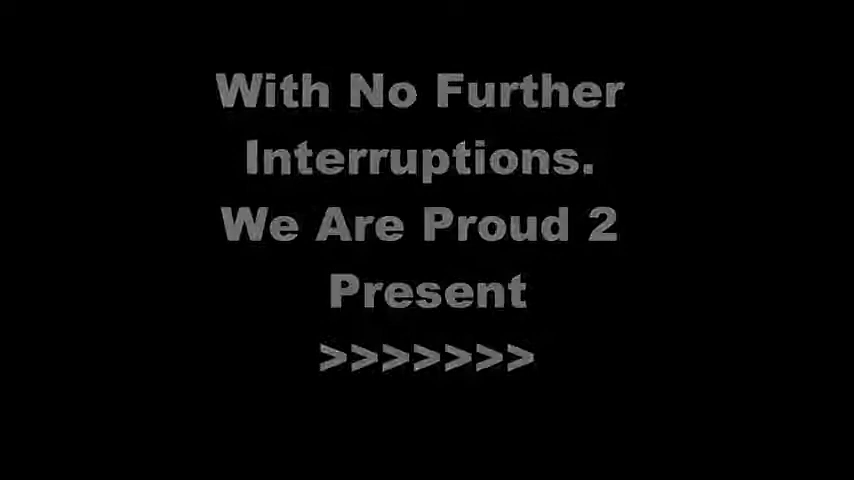 With No Further
Interruptions.
We Are Proud 2
Present
>>>>>>>